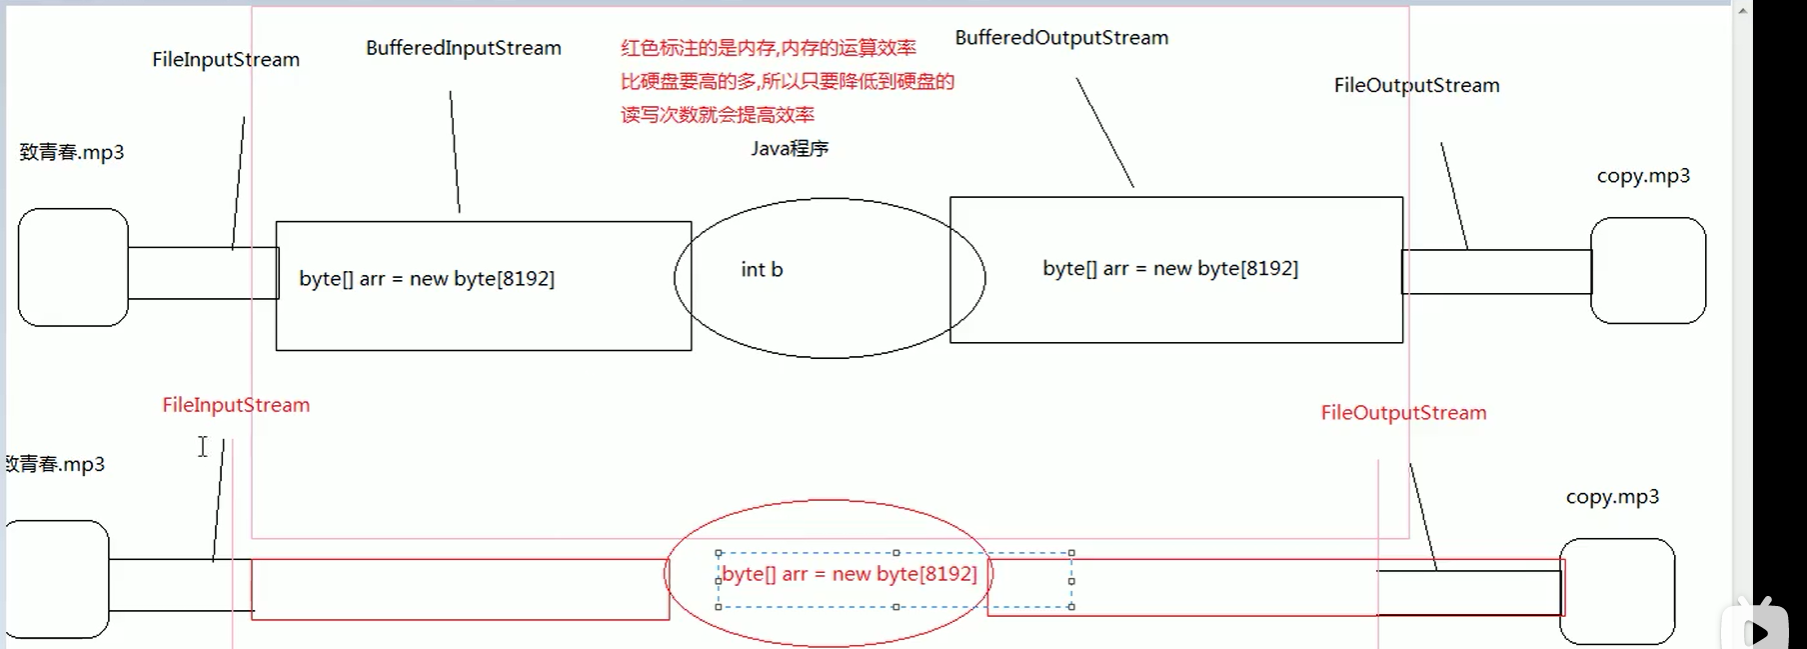 FileInputStream
BufferedInputStream
红色标注的是内存,内存的运算效率
比硬盘要高的多,所以只要降低到硬盘的
读写次数就会提高效率
BufferedOutputStream
FileOutputStream
致青春.mp3
Java程序
copy.mp3
byte[] arr = new byte[8192]
int b
byte[] arr = new byte[8192]
FileInputStream
FileOutputStream
致青春.mp3
copy.mp3
byte[] arr = new byte[8192]